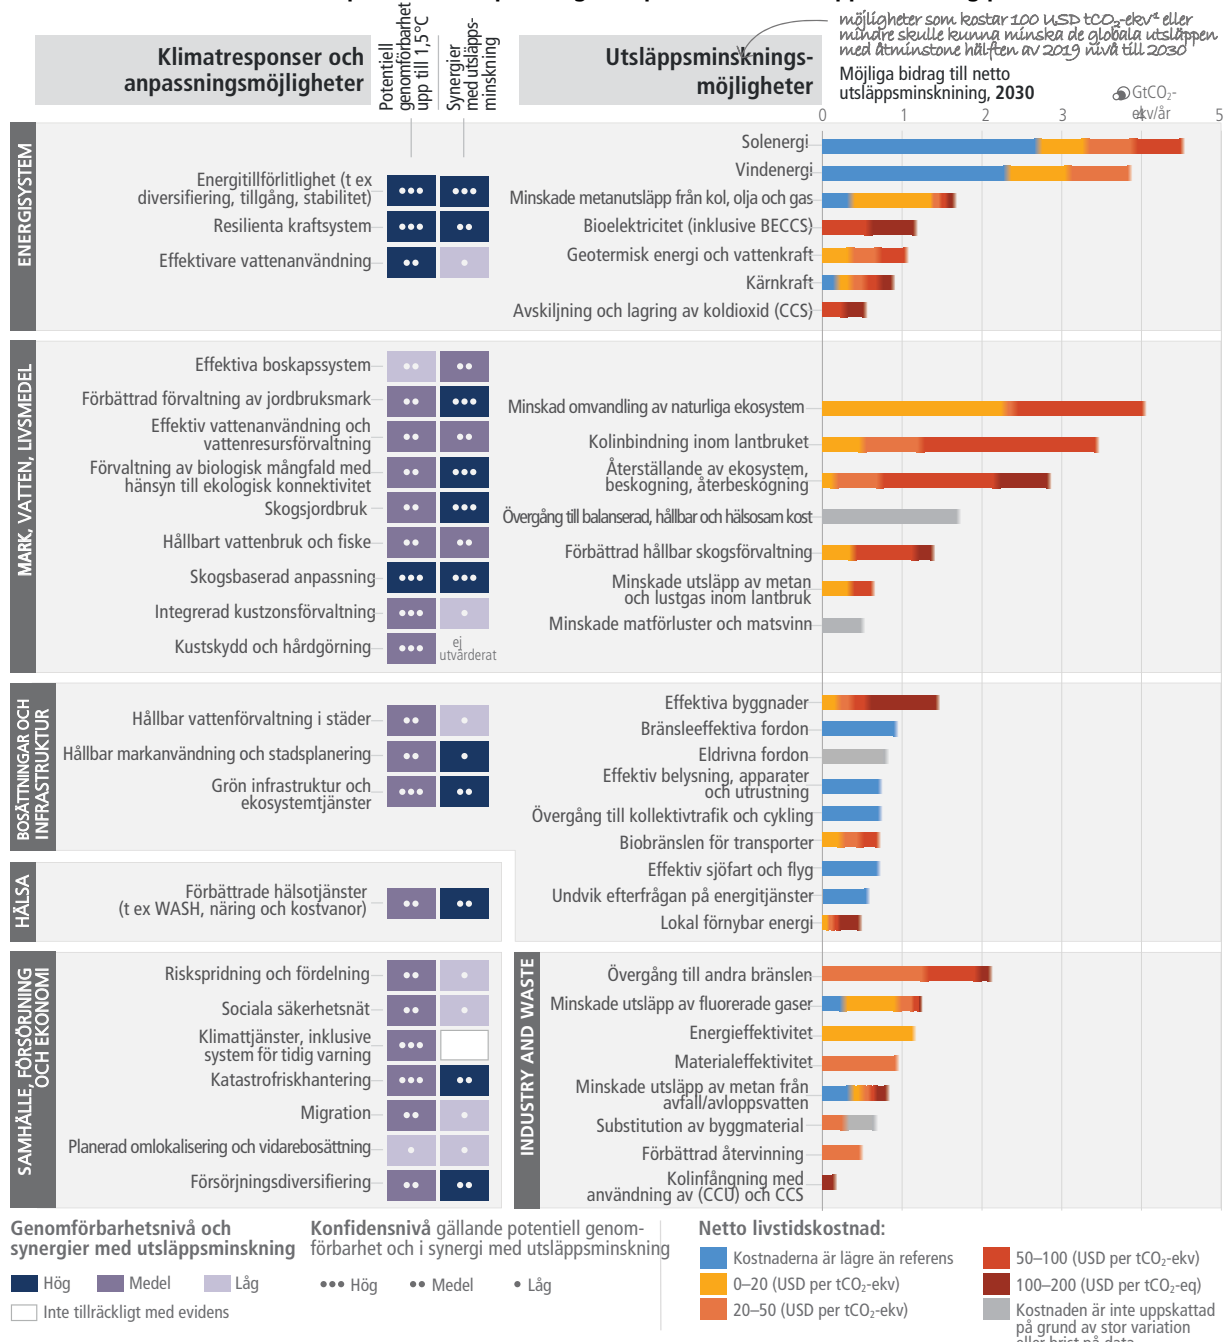 möjligheter som kostar 100 USD tCO₂-ekv⁻¹ eller
mindre skulle kunna minska de globala utsläppen
med åtminstone hälften av 2019 nivå till 2030
Klimatresponser och
anpassningsmöjligheter
Potentiell
genomförbarhet
upp till 1,5°C
Synergier
med utsläpps-
minskning
Utsläppsminsknings-
möjligheter
Möjliga bidrag till netto
utsläppsminsknining, 2030
GtCO₂-
ekv/år
0 1 2 3 4 5
ENERGISYSTEM
Energitillförlitlighet (t ex
diversifiering, tillgång, stabilitet)
Resilienta kraftsystem
Effektivare vattenanvändning
Solenergi
Vindenergi
Minskade metanutsläpp från kol, olja och gas
Bioelektricitet (inklusive BECCS)
Geotermisk energi och vattenkraft
Kärnkraft
Avskiljning och lagring av koldioxid (CCS)
MARK, VATTEN, LIVSMEDEL
Effektiva boskapssystem
Förbättrad förvaltning av jordbruksmark
Effektiv vattenanvändning och
vattenresursförvaltning
Förvaltning av biologisk mångfald med
hänsyn till ekologisk konnektivitet
Skogsjordbruk
Hållbart vattenbruk och fiske
Skogsbaserad anpassning
Integrerad kustzonsförvaltning
Kustskydd och hårdgörning
ej
utvärderat
Minskad omvandling av naturliga ekosystem
Kolinbindning inom lantbruket
Återställande av ekosystem,
beskogning, återbeskogning
Övergång till balanserad, hållbar och hälsosam kost
Förbättrad hållbar skogsförvaltning
Minskade utsläpp av metan
och lustgas inom lantbruk
Minskade matförluster och matsvinn
BOSÄTTNINGAR OCH
INFRASTRUKTUR
Hållbar vattenförvaltning i städer
Hållbar markanvändning och stadsplanering
Grön infrastruktur och
ekosystemtjänster
Effektiva byggnader
Bränsleeffektiva fordon
Eldrivna fordon
Effektiv belysning, apparater
och utrustning
Övergång till kollektivtrafik och cykling
Biobränslen för transporter
Effektiv sjöfart och flyg
Undvik efterfrågan på energitjänster
Lokal förnybar energi
HÄLSA
Förbättrade hälsotjänster
(t ex WASH, näring och kostvanor)
SAMHÄLLE, FÖRSÖRJNING
OCH EKONOMI
Riskspridning och fördelning
Sociala säkerhetsnät
Klimattjänster, inklusive
system för tidig varning
Katastrofriskhantering
Migration
Planerad omlokalisering och vidarebosättning
Försörjningsdiversifiering
INDUSTRY AND WASTE
Övergång till andra bränslen
Minskade utsläpp av fluorerade gaser
Energieffektivitet
Materialeffektivitet
Minskade utsläpp av metan från
avfall/avloppsvatten
Substitution av byggmaterial
Förbättrad återvinning
Kolinfångning med
användning av (CCU) och CCS
Genomförbarhetsnivå och
synergier med utsläppsminskning
Hög Medel Låg
Inte tillräckligt med evidens
Konfidensnivå gällande potentiell genom-
förbarhet och i synergi med utsläppsminskning
••• Hög •• Medel • Låg
Netto livstidskostnad:
Kostnaderna är lägre än referens
0–20 (USD per tCO₂-ekv)
20–50 (USD per tCO₂-ekv)
50–100 (USD per tCO₂-ekv)
100–200 (USD per tCO₂-eq)
Kostnaden är inte uppskattad
på grund av stor variation
eller brist på data